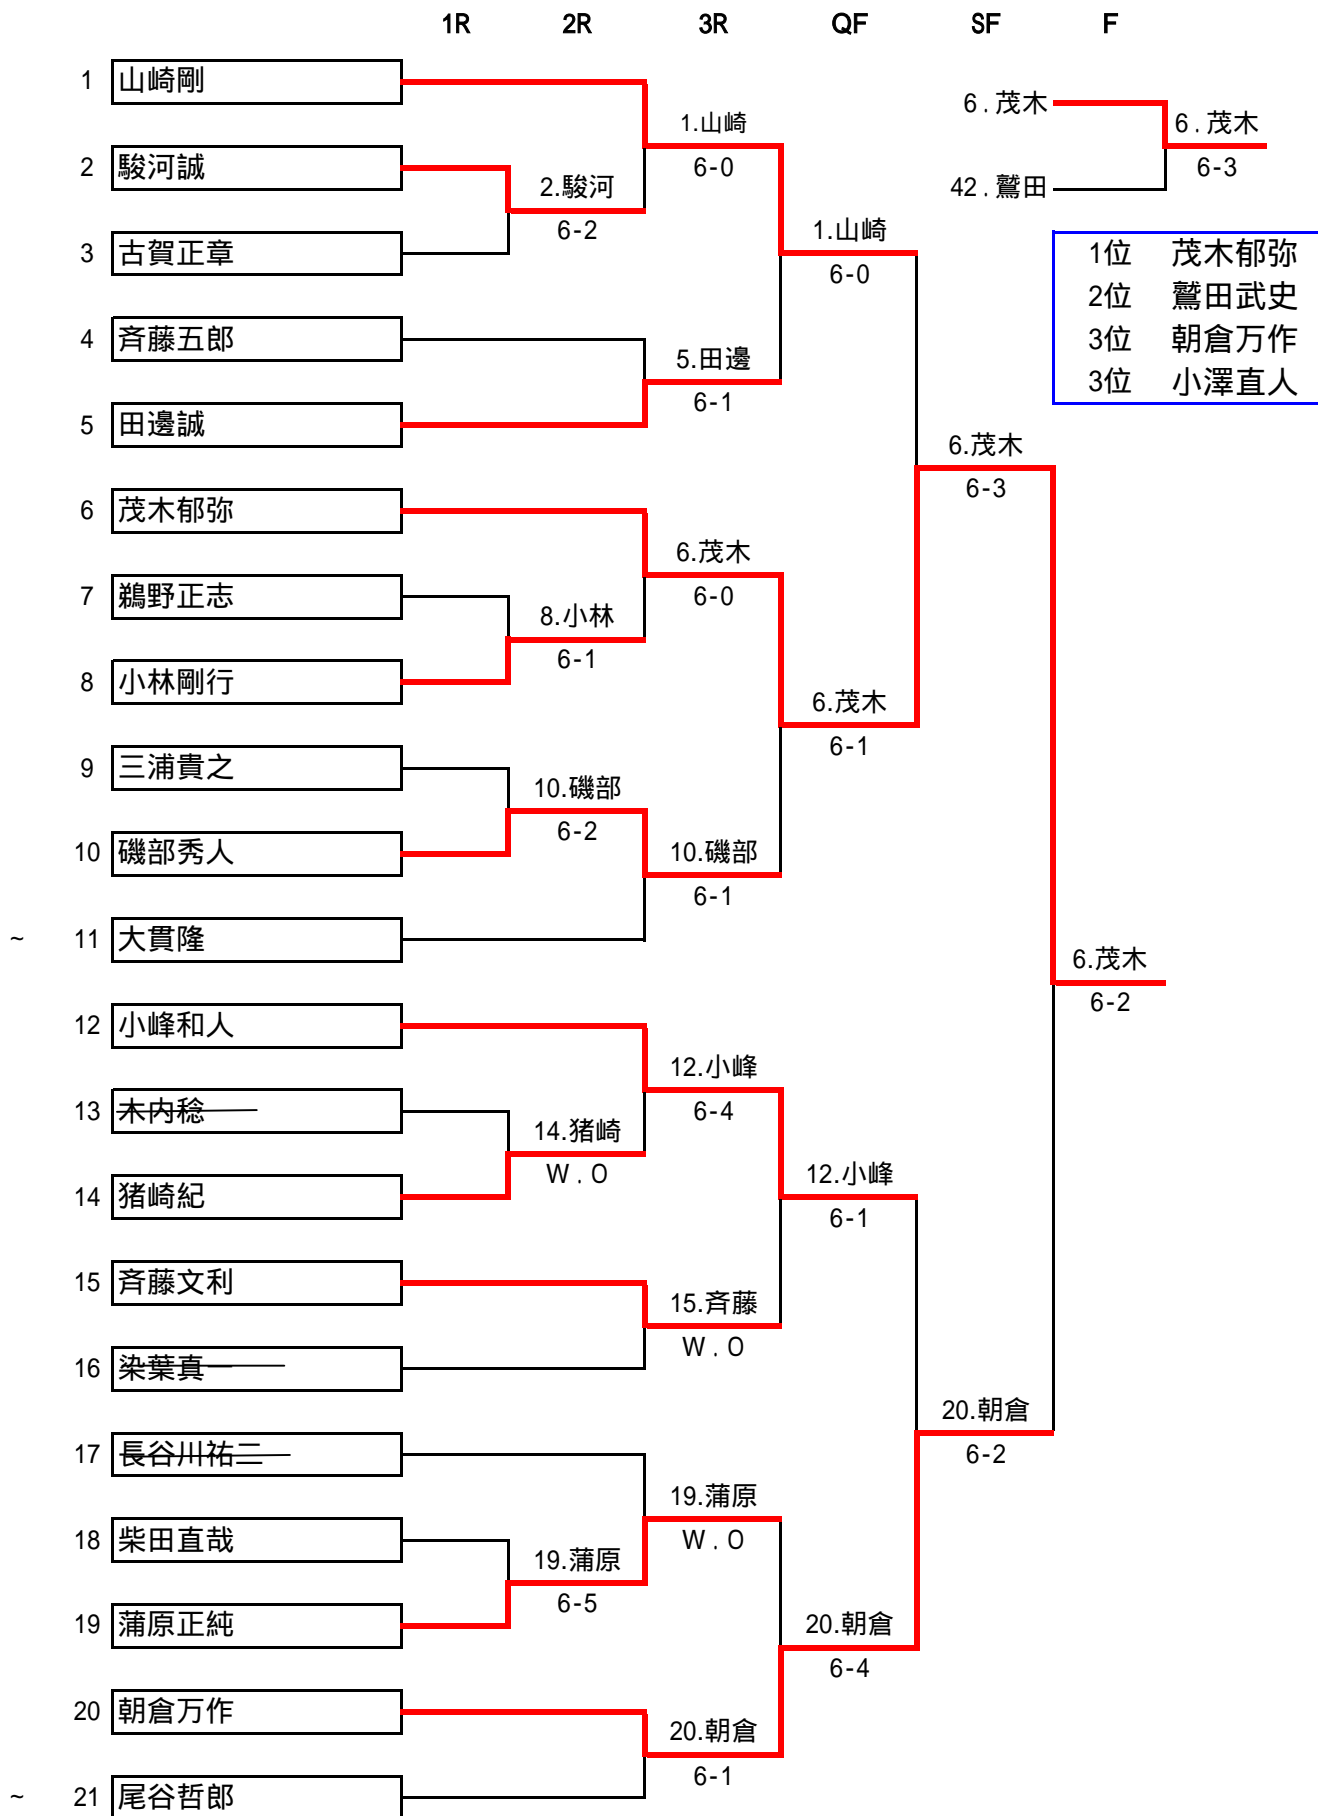 1R 2R 3R QF SF F
1 山崎剛
6 . 茂木
1.山崎
6 . 茂木
2 駿河誠
6-0
6-3
2.駿河
42 . 鷲田
6-2
1.山崎
3 古賀正章
6-0
1位 茂木郁弥
2位 鷲田武史
3位 朝倉万作
3位 小澤直人
4 斉藤五郎
5.田邊
6-1
5 田邊誠
6.茂木
6-3
6 茂木郁弥
6.茂木
6-0
7 鵜野正志
8.小林
6-1
8 小林剛行
6.茂木
6-1
9 三浦貴之
10.磯部
6-2
10 磯部秀人
10.磯部
6-1
~ 11 大貫隆
6.茂木
6-2
12 小峰和人
12.小峰
6-4
13 木内稔
14.猪崎
W . O
12.小峰
14 猪崎紀
6-1
15 斉藤文利
15.斉藤
W . O
16 染葉真一
20.朝倉
6-2
17 長谷川祐二
19.蒲原
W . O
18 柴田直哉
19.蒲原
6-5
19 蒲原正純
20.朝倉
6-4
20 朝倉万作
20.朝倉
6-1
~ 21 尾谷哲郎